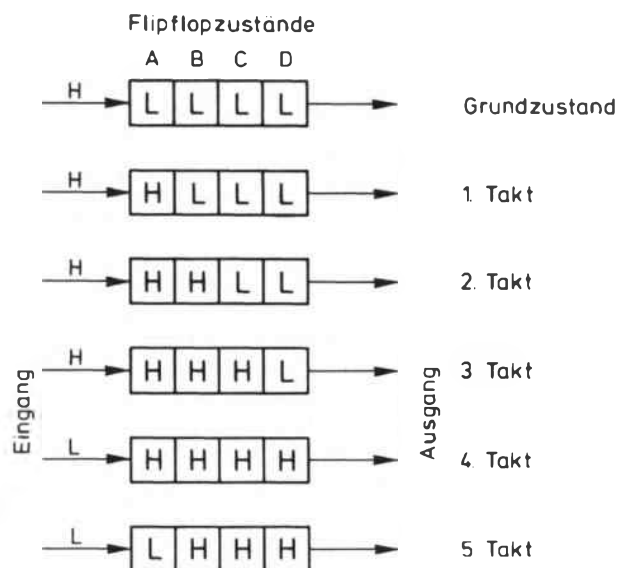 Flipflopzustände
A B C D
H L L L L Grundzustand
H H L L L 1. Takt
H H H L L 2. Takt
H H H H L 3 Takt
Eingang
Ausgang
L H H H H 4. Takt
L L H H H 5 Takt